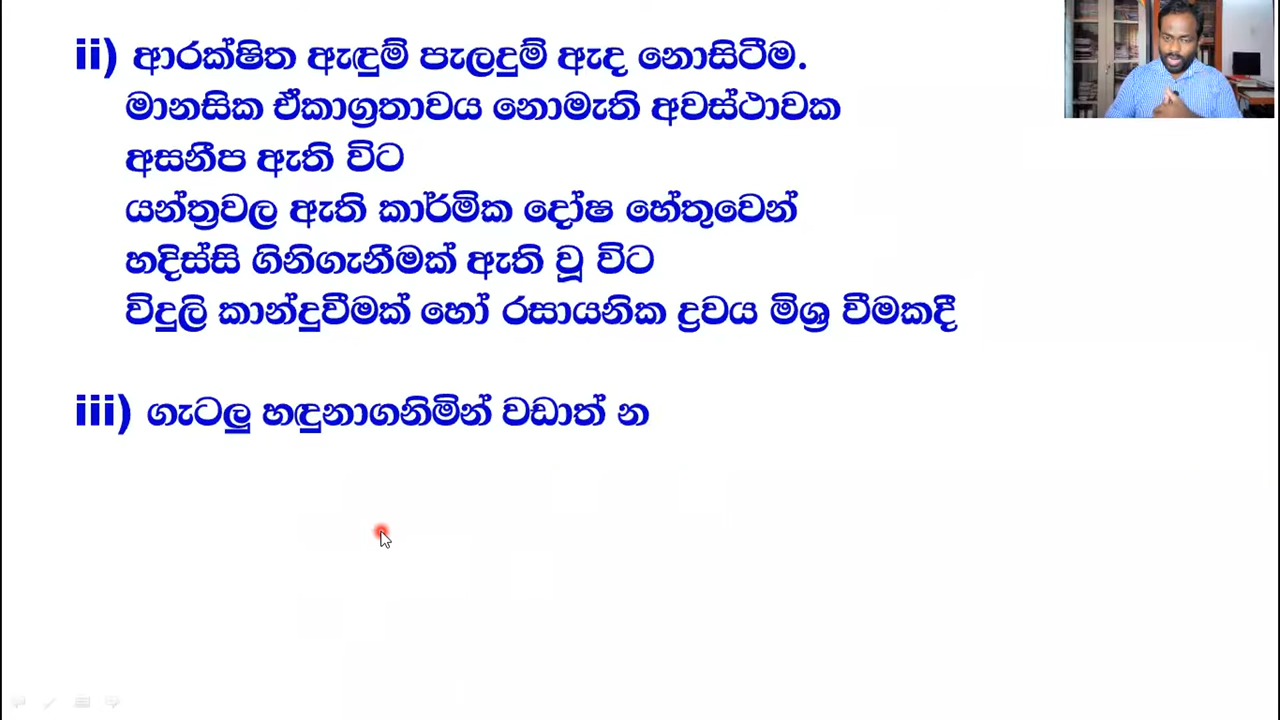 ii) ආරක්ෂිත ඇඳුම් පැලඳුම් ඇද නොසිටීම.
මානසික ඒකාග්‍රතාවය නොමැති අවස්ථාවක
අසනීප ඇති විට
යන්ත්‍රවල ඇති කාර්මික දෝෂ හේතුවෙන්
හදිස්සි ගිනිගැනීමක් ඇති වූ විට
විදුලි කාන්දුවීමක් හෝ රසායනික ද්‍රවය මිශ්‍ර වීමකදී
iii) ගැටලු හඳුනාගනිමින් වඩාත් න